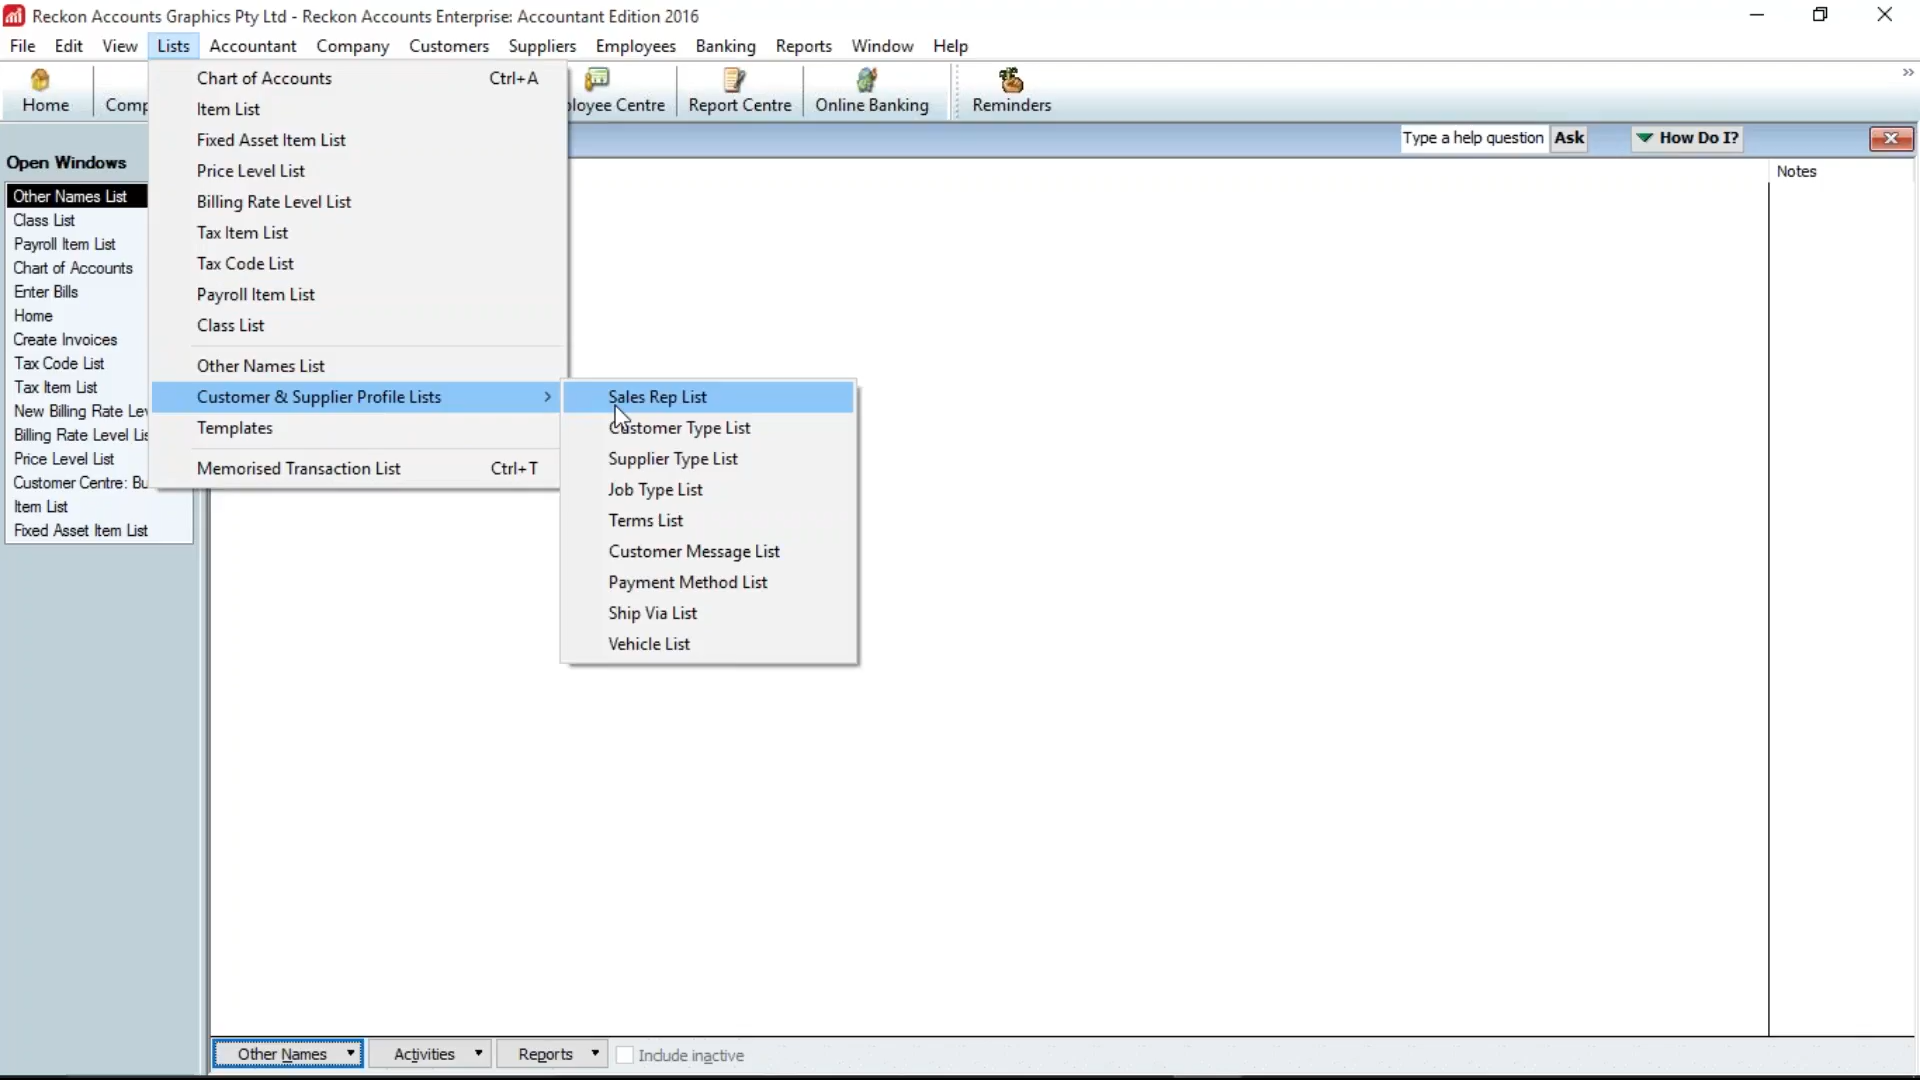 Reckon Accounts Graphics Pty Ltd - Reckon Accounts Enterprise: Accountant Edition 2016
File Edit View Lists Accountant Company Customers Suppliers Employees Banking Reports Window Help
Home Comp ployee Centre Report Centre Online Banking Reminders
Type a help question Ask How Do I?
Open Windows
Other Names List
Class List
Payroll Item List
Chart of Accounts
Enter Bills
Home
Create Invoices
Tax Code List
Tax Item List
New Billing Rate Lev
Billing Rate Level Lis
Price Level List
Customer Centre: Bu
Item List
Fixed Asset Item List
Chart of Accounts Ctrl+A
Item List
Fixed Asset Item List
Price Level List
Billing Rate Level List
Tax Item List
Tax Code List
Payroll Item List
Class List
Other Names List
Customer & Supplier Profile Lists >
Templates
Memorised Transaction List Ctrl+T
Sales Rep List
Customer Type List
Supplier Type List
Job Type List
Terms List
Customer Message List
Payment Method List
Ship Via List
Vehicle List
Notes
Other Names Activities Reports Include inactive